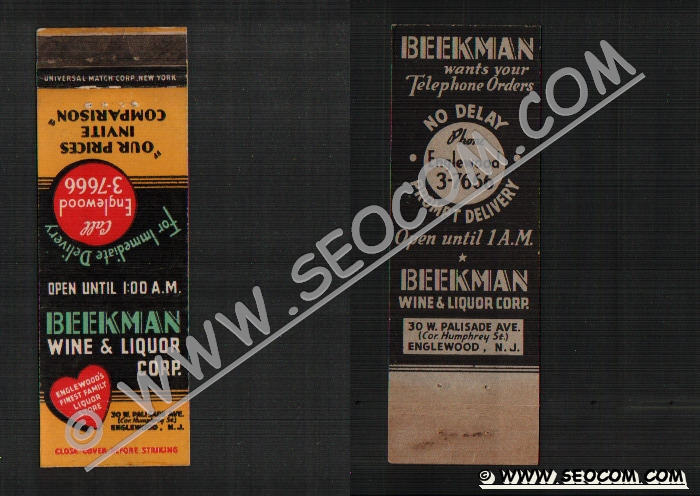 UNIVERSAL MATCH CORP., NEW YORK
"OUR PRICES
INVITE
COMPARISON"
Call
Englewood
3-7666
For Immediate Delivery
OPEN UNTIL 1:00 A.M.
BEEKMAN
WINE & LIQUOR
CORP.
ENGLEWOOD'S
FINEST FAMILY
LIQUOR
STORE
30 W. PALISADE AVE.
(Cor. Humphrey St.)
ENGLEWOOD, N. J.
CLOSE COVER BEFORE STRIKING
BEEKMAN
wants your
Telephone Orders
NO DELAY
Phone
Englewood
3-7656
PROMPT DELIVERY
Open until 1 A.M.
BEEKMAN
WINE & LIQUOR CORP.
30 W. PALISADE AVE.
(Cor. Humphrey St.)
ENGLEWOOD, N. J.
© WWW.SEOCOM.COM
© WWW.SEOCOM.COM